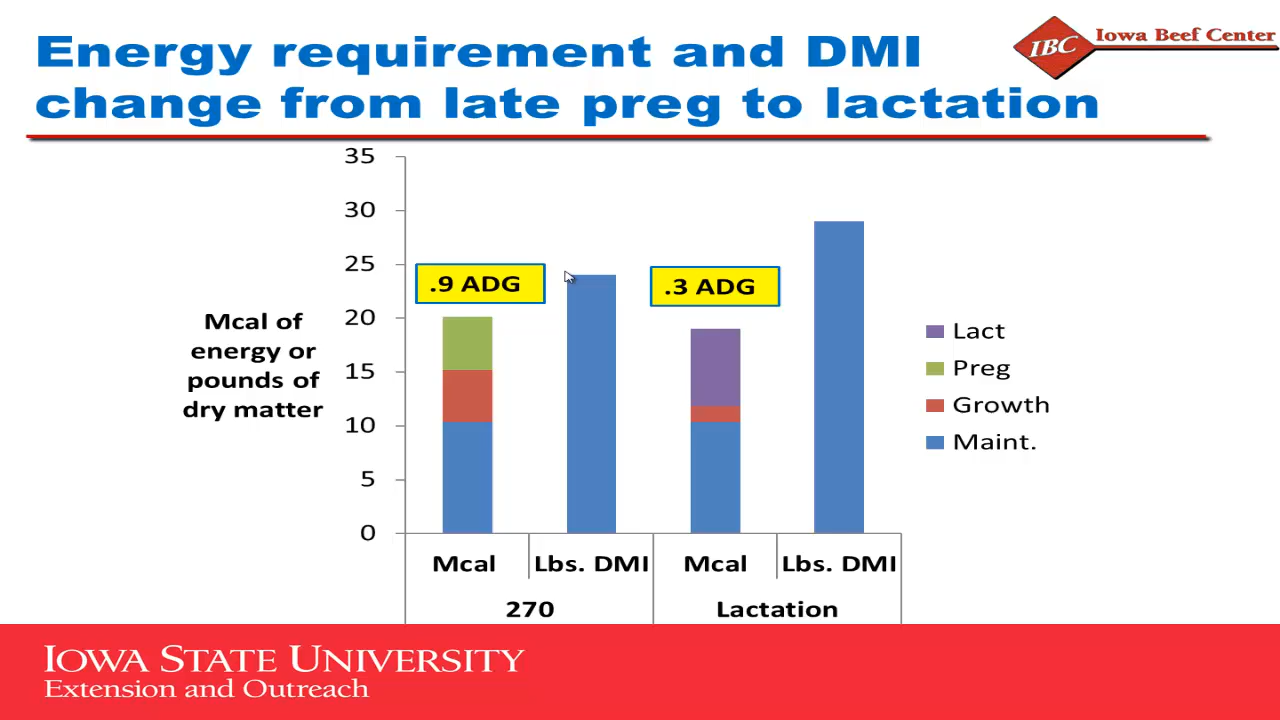 Energy requirement and DMI
change from late preg to lactation
IBC
Iowa Beef Center
35
30
25
20
15
10
5
0
Mcal of
energy or
pounds of
dry matter
.9 ADG
.3 ADG
Lact
Preg
Growth
Maint.
Mcal
Lbs. DMI
Mcal
Lbs. DMI
270
Lactation
IOWA STATE UNIVERSITY
Extension and Outreach